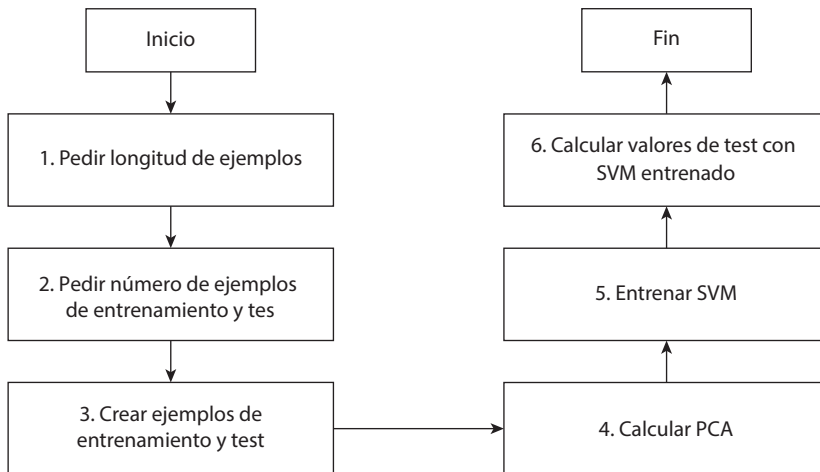 Inicio
1. Pedir longitud de ejemplos
2. Pedir número de ejemplos
de entrenamiento y tes
3. Crear ejemplos de
entrenamiento y test
4. Calcular PCA
5. Entrenar SVM
6. Calcular valores de test con
SVM entrenado
Fin